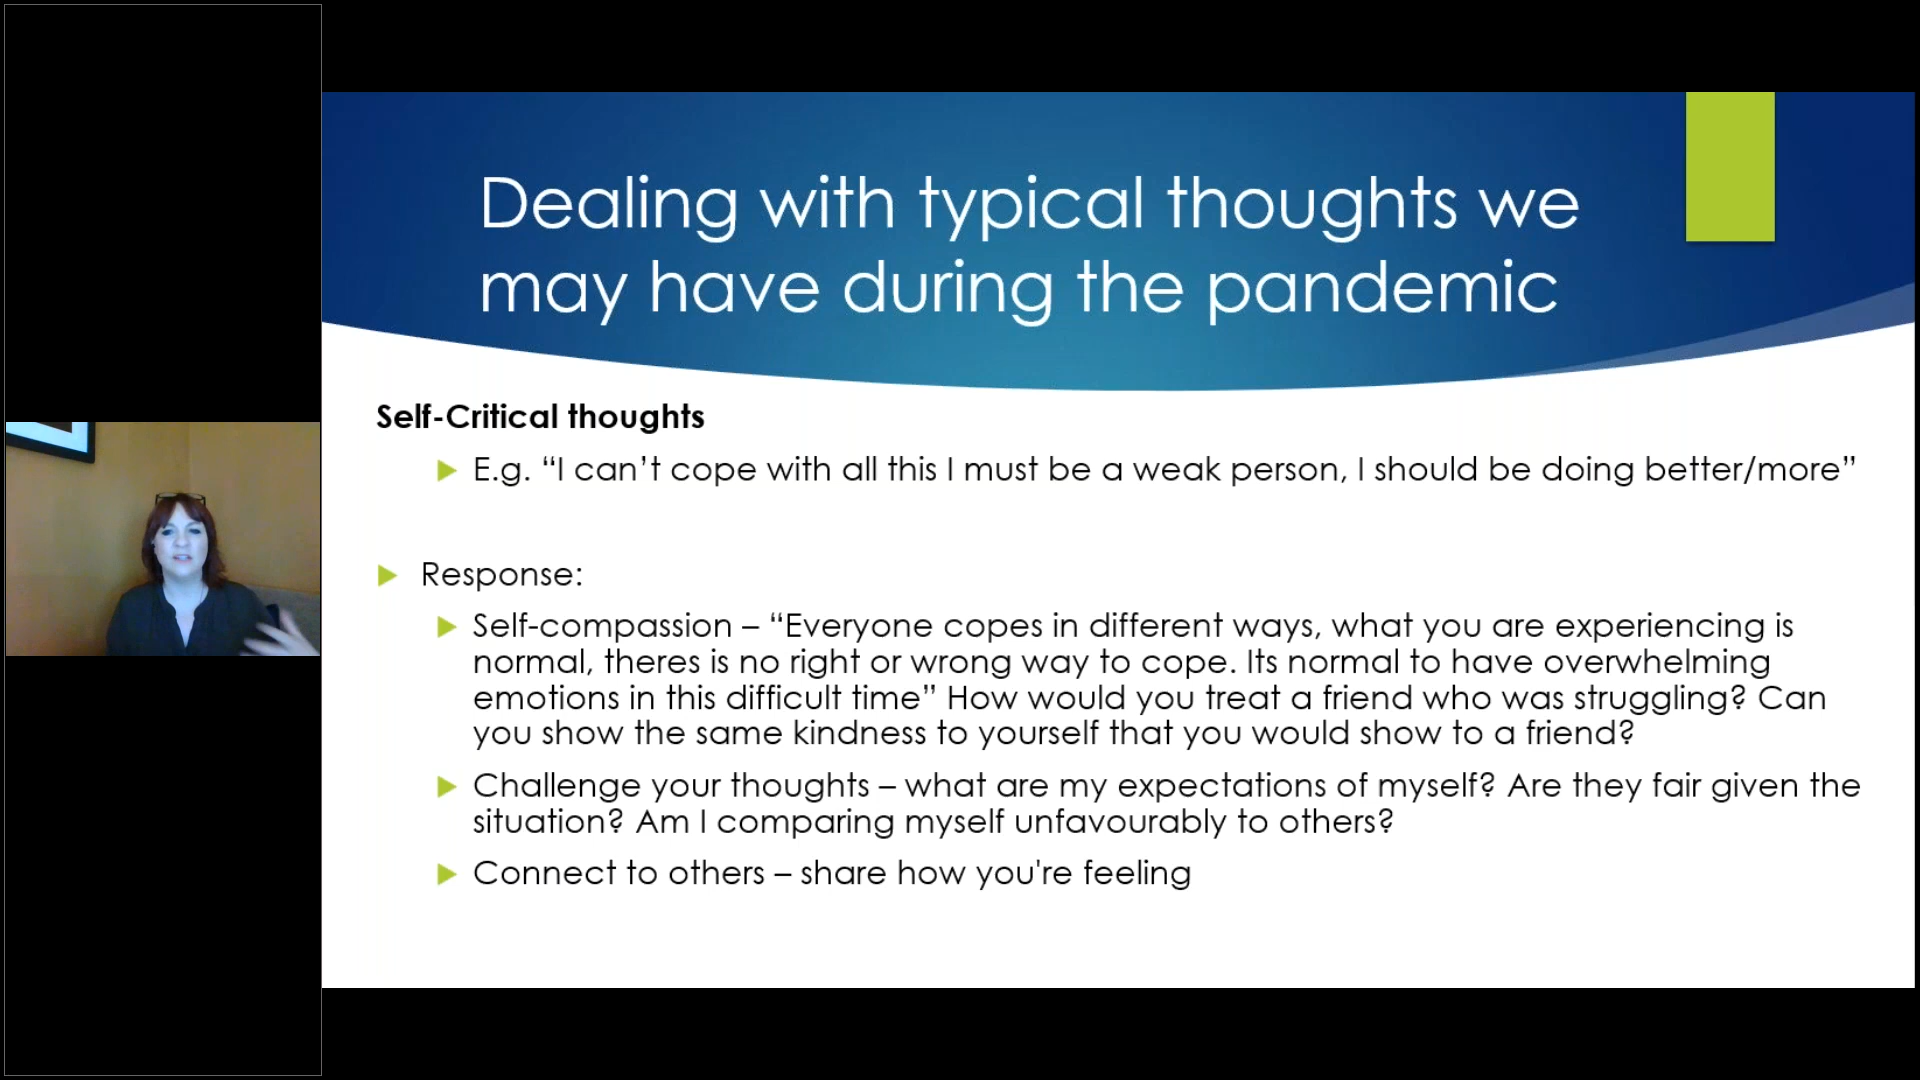 Dealing with typical thoughts we
may have during the pandemic
Self-Critical thoughts
E.g. “I can’t cope with all this I must be a weak person, I should be doing better/more”
Response:
Self-compassion – “Everyone copes in different ways, what you are experiencing is
normal, theres is no right or wrong way to cope. Its normal to have overwhelming
emotions in this difficult time” How would you treat a friend who was struggling? Can
you show the same kindness to yourself that you would show to a friend?
Challenge your thoughts – what are my expectations of myself? Are they fair given the
situation? Am I comparing myself unfavourably to others?
Connect to others – share how you're feeling